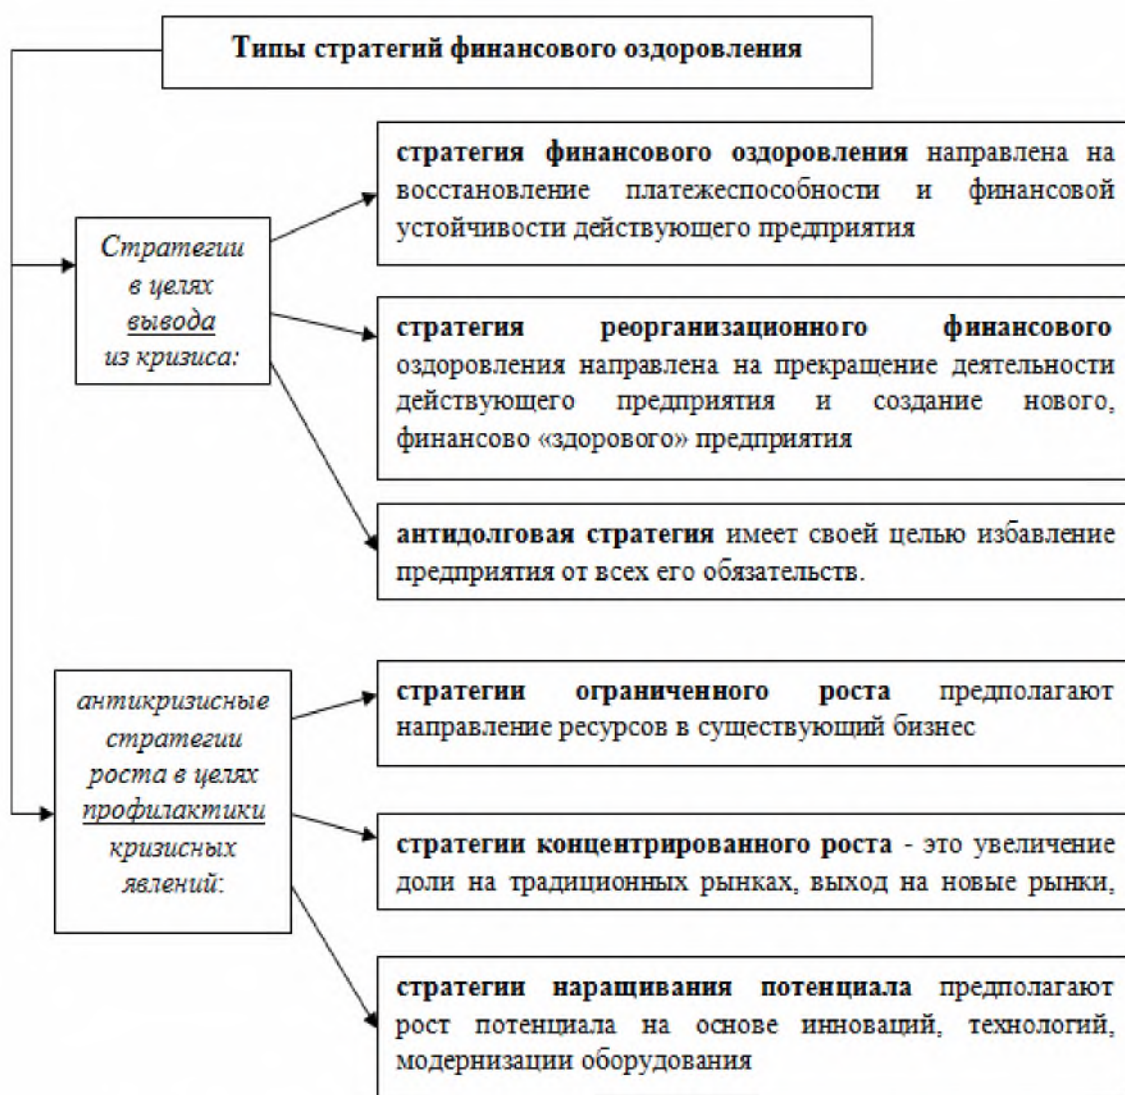 Типы стратегий финансового оздоровления
стратегия финансового оздоровления направлена на
восстановление платежеспособности и финансовой
устойчивости действующего предприятия
Стратегии
в целях
вывода
из кризиса:
стратегия реорганизационного финансового
оздоровления направлена на прекращение деятельности
действующего предприятия и создание нового,
финансово «здорового» предприятия
антидолговая стратегия имеет своей целью избавление
предприятия от всех его обязательств.
антикризисные
стратегии
роста в целях
профилактики
кризисных
явлений:
стратегии ограниченного роста предполагают
направление ресурсов в существующий бизнес
стратегии концентрированного роста - это увеличение
доли на традиционных рынках, выход на новые рынки,
стратегии наращивания потенциала предполагают
рост потенциала на основе инноваций, технологий,
модернизации оборудования